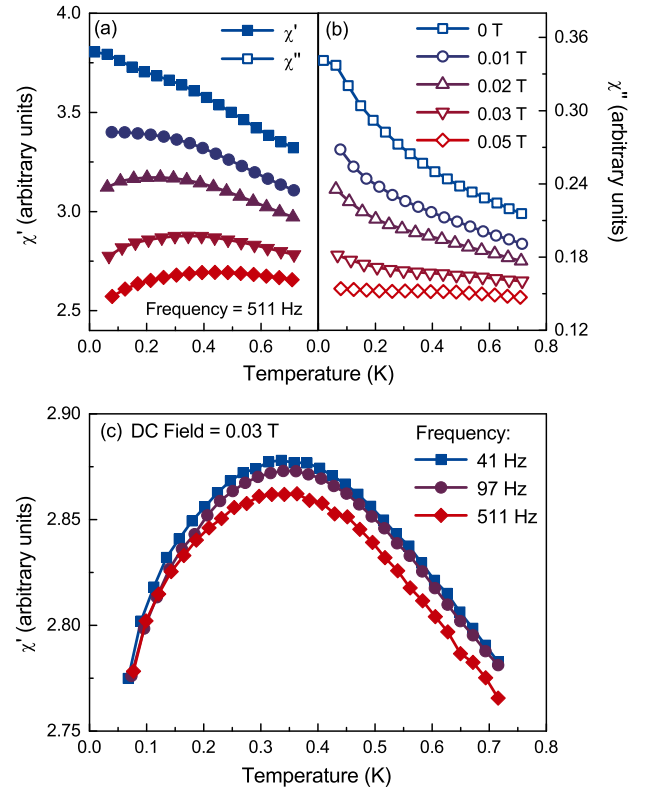 (a)
χ'
χ''
4.0
3.5
3.0
2.5
χ' (arbitrary units)
Frequency = 511 Hz
0.0 0.2 0.4 0.6 0.8
Temperature (K)
(b)
0 T
0.01 T
0.02 T
0.03 T
0.05 T
0.36
0.30
0.24
0.18
0.12
χ'' (arbitrary units)
0.0 0.2 0.4 0.6 0.8
Temperature (K)
(c) DC Field = 0.03 T
Frequency:
41 Hz
97 Hz
511 Hz
2.90
2.85
2.80
2.75
χ' (arbitrary units)
0.0 0.1 0.2 0.3 0.4 0.5 0.6 0.7 0.8
Temperature (K)